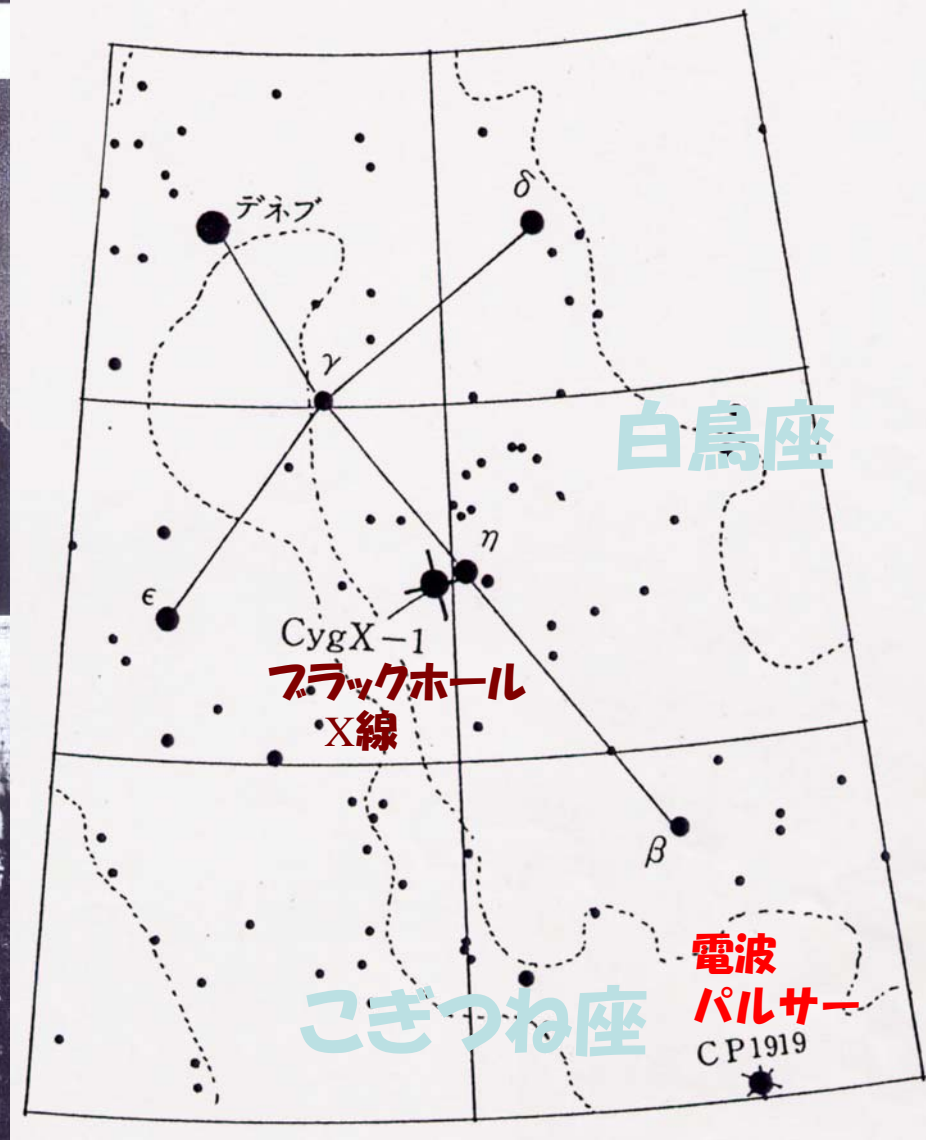 デネブ
δ
γ
白鳥座
η
ϵ
CygX-1
ブラックホール
X線
β
電波
パルサー
こぎつね座
CP1919